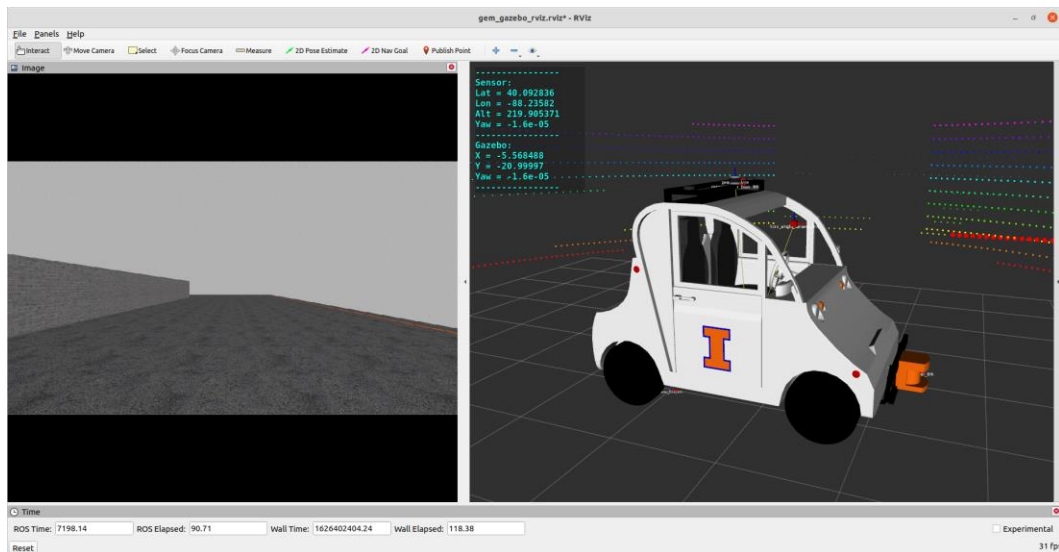 gem_gazebo_rviz.rviz* - RViz
File Panels Help
Interact Move Camera Select Focus Camera Measure 2D Pose Estimate 2D Nav Goal Publish Point
Image
----------------
Sensor:
Lat = 40.092836
Lon = -88.23582
Alt = 219.905371
Yaw = -1.6e-05
----------------
Gazebo:
X = -5.568488
Y = -20.99997
Yaw = -1.6e-05
----------------
I
Time
ROS Time: 7198.14 ROS Elapsed: 90.71 Wall Time: 1626402404.24 Wall Elapsed: 118.38 Experimental
Reset 31 fps